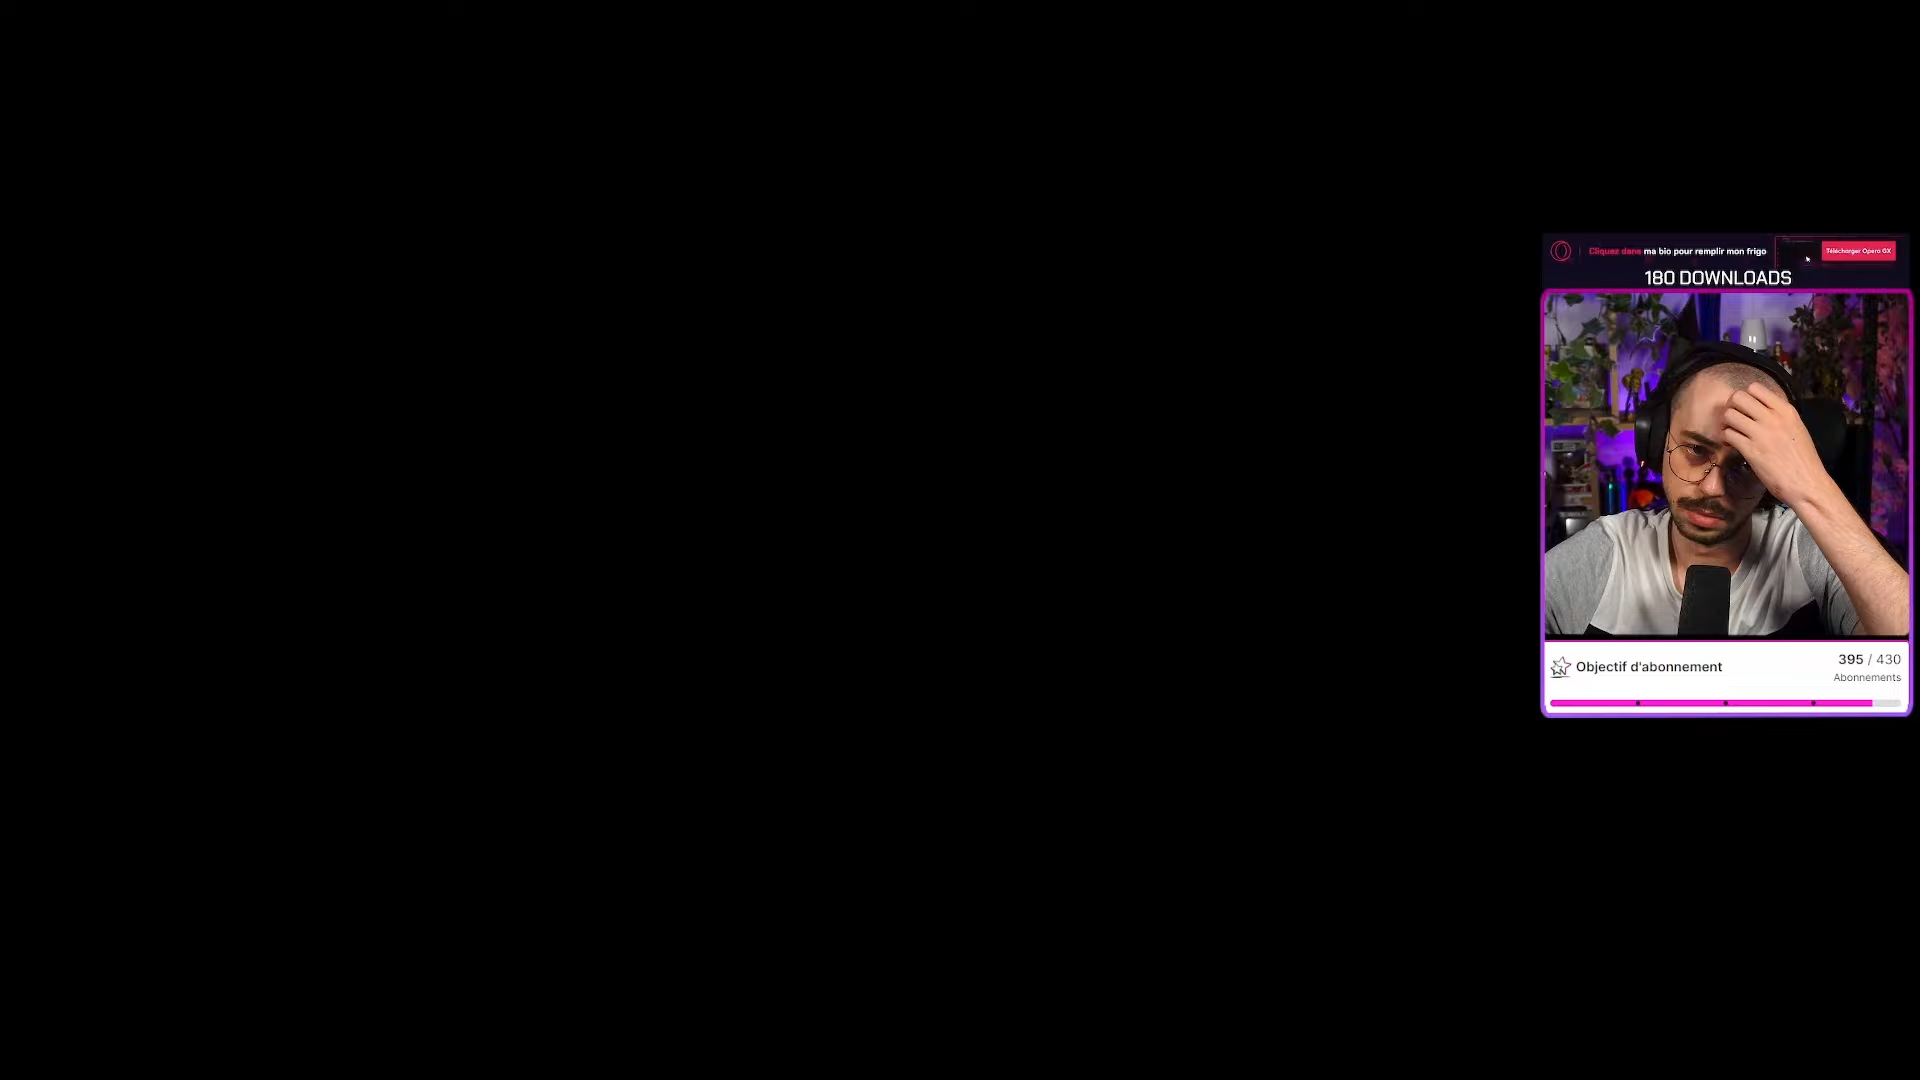 Cliquez dans ma bio pour remplir mon frigo
Télécharger Opera GX
180 DOWNLOADS
Objectif d'abonnement
395 / 430
Abonnements